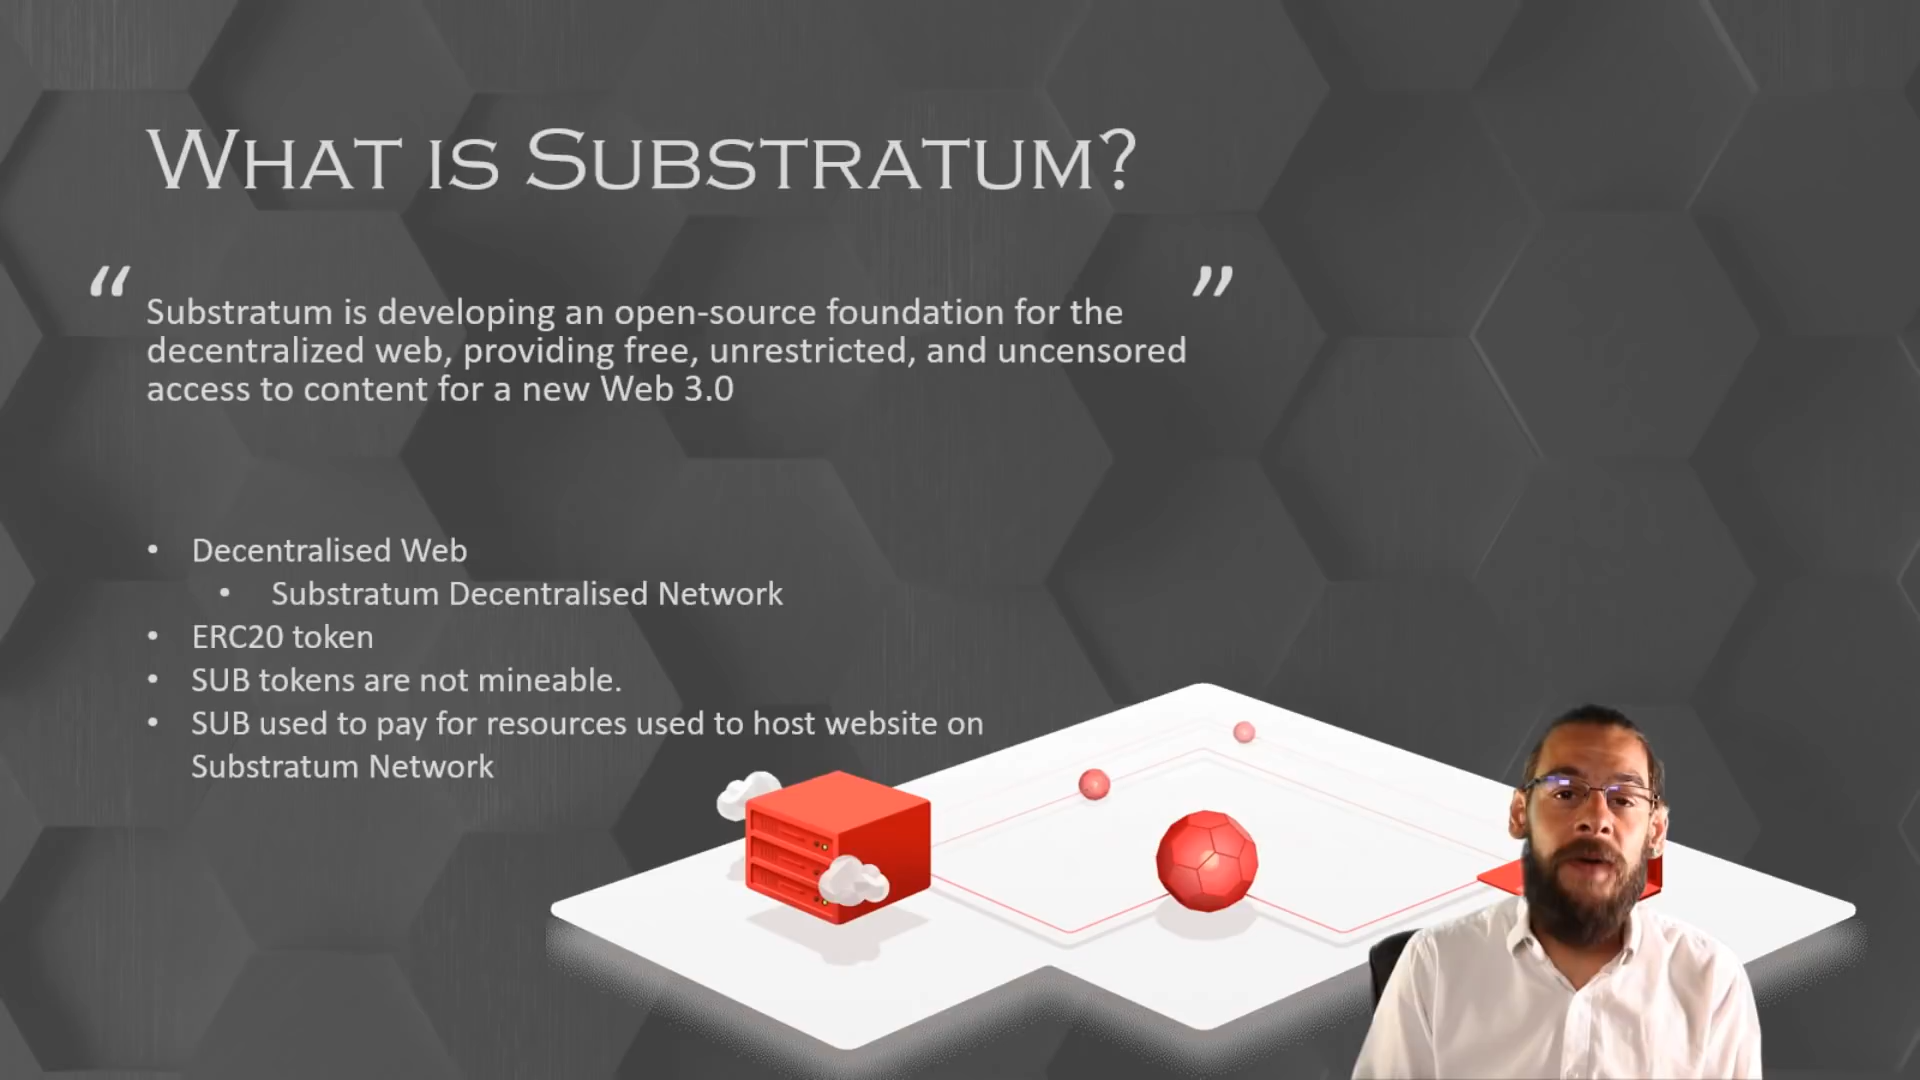 What is Substratum?
“ ”
Substratum is developing an open-source foundation for the
decentralized web, providing free, unrestricted, and uncensored
access to content for a new Web 3.0
• Decentralised Web
• Substratum Decentralised Network
• ERC20 token
• SUB tokens are not mineable.
• SUB used to pay for resources used to host website on
Substratum Network